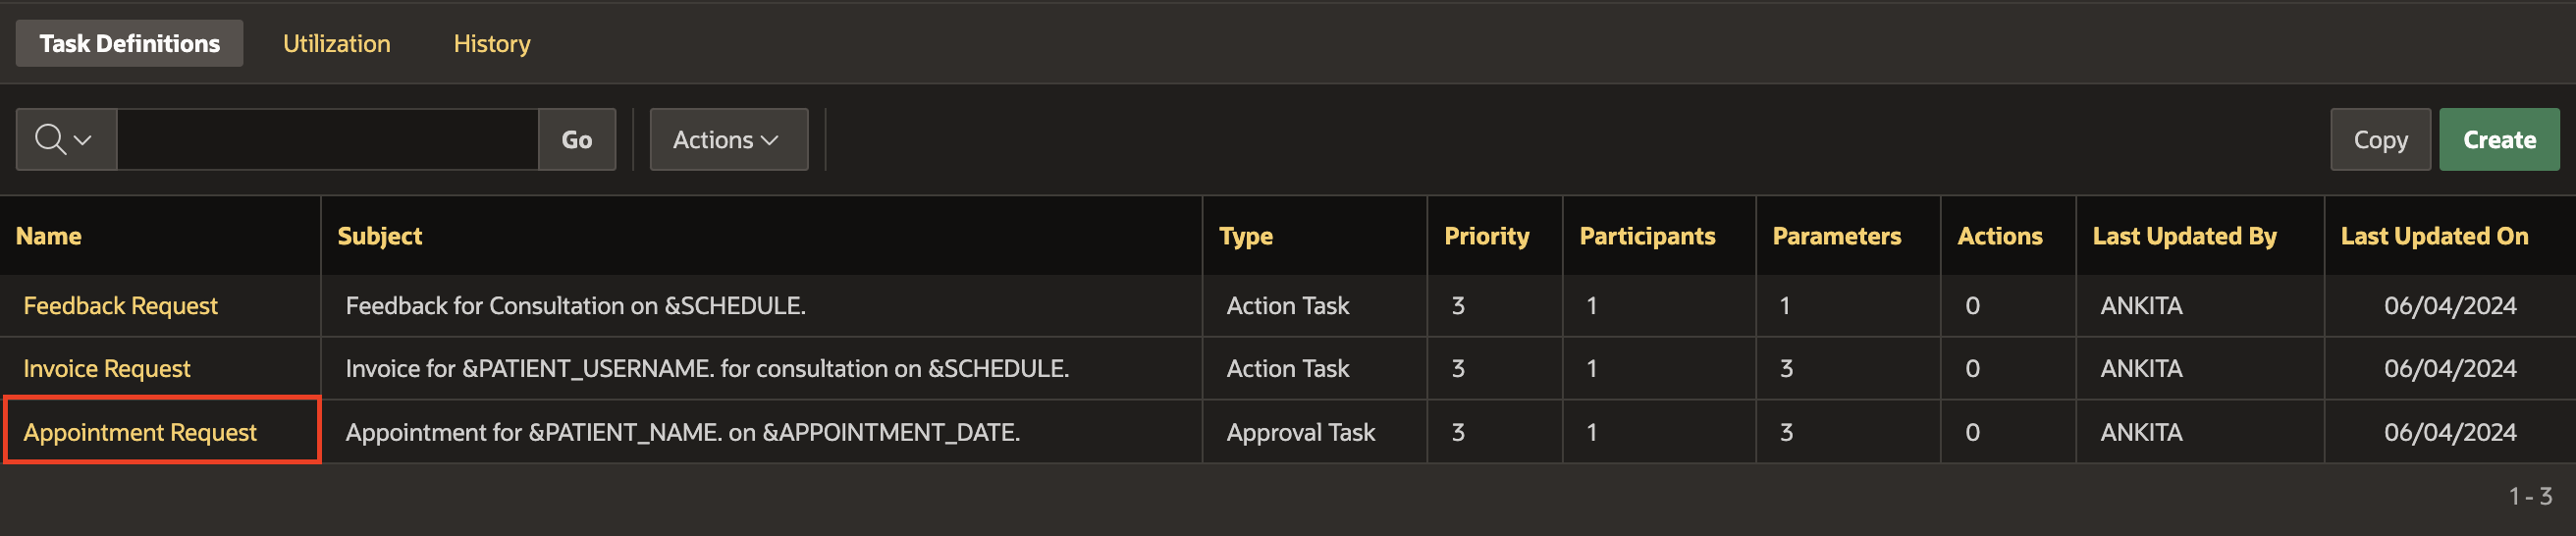 Task Definitions Utilization History
Go Actions Copy Create
Name Subject Type Priority Participants Parameters Actions Last Updated By Last Updated On
Feedback Request Feedback for Consultation on &SCHEDULE. Action Task 3 1 1 0 ANKITA 06/04/2024
Invoice Request Invoice for &PATIENT_USERNAME. for consultation on &SCHEDULE. Action Task 3 1 3 0 ANKITA 06/04/2024
Appointment Request Appointment for &PATIENT_NAME. on &APPOINTMENT_DATE. Approval Task 3 1 3 0 ANKITA 06/04/2024
1 - 3